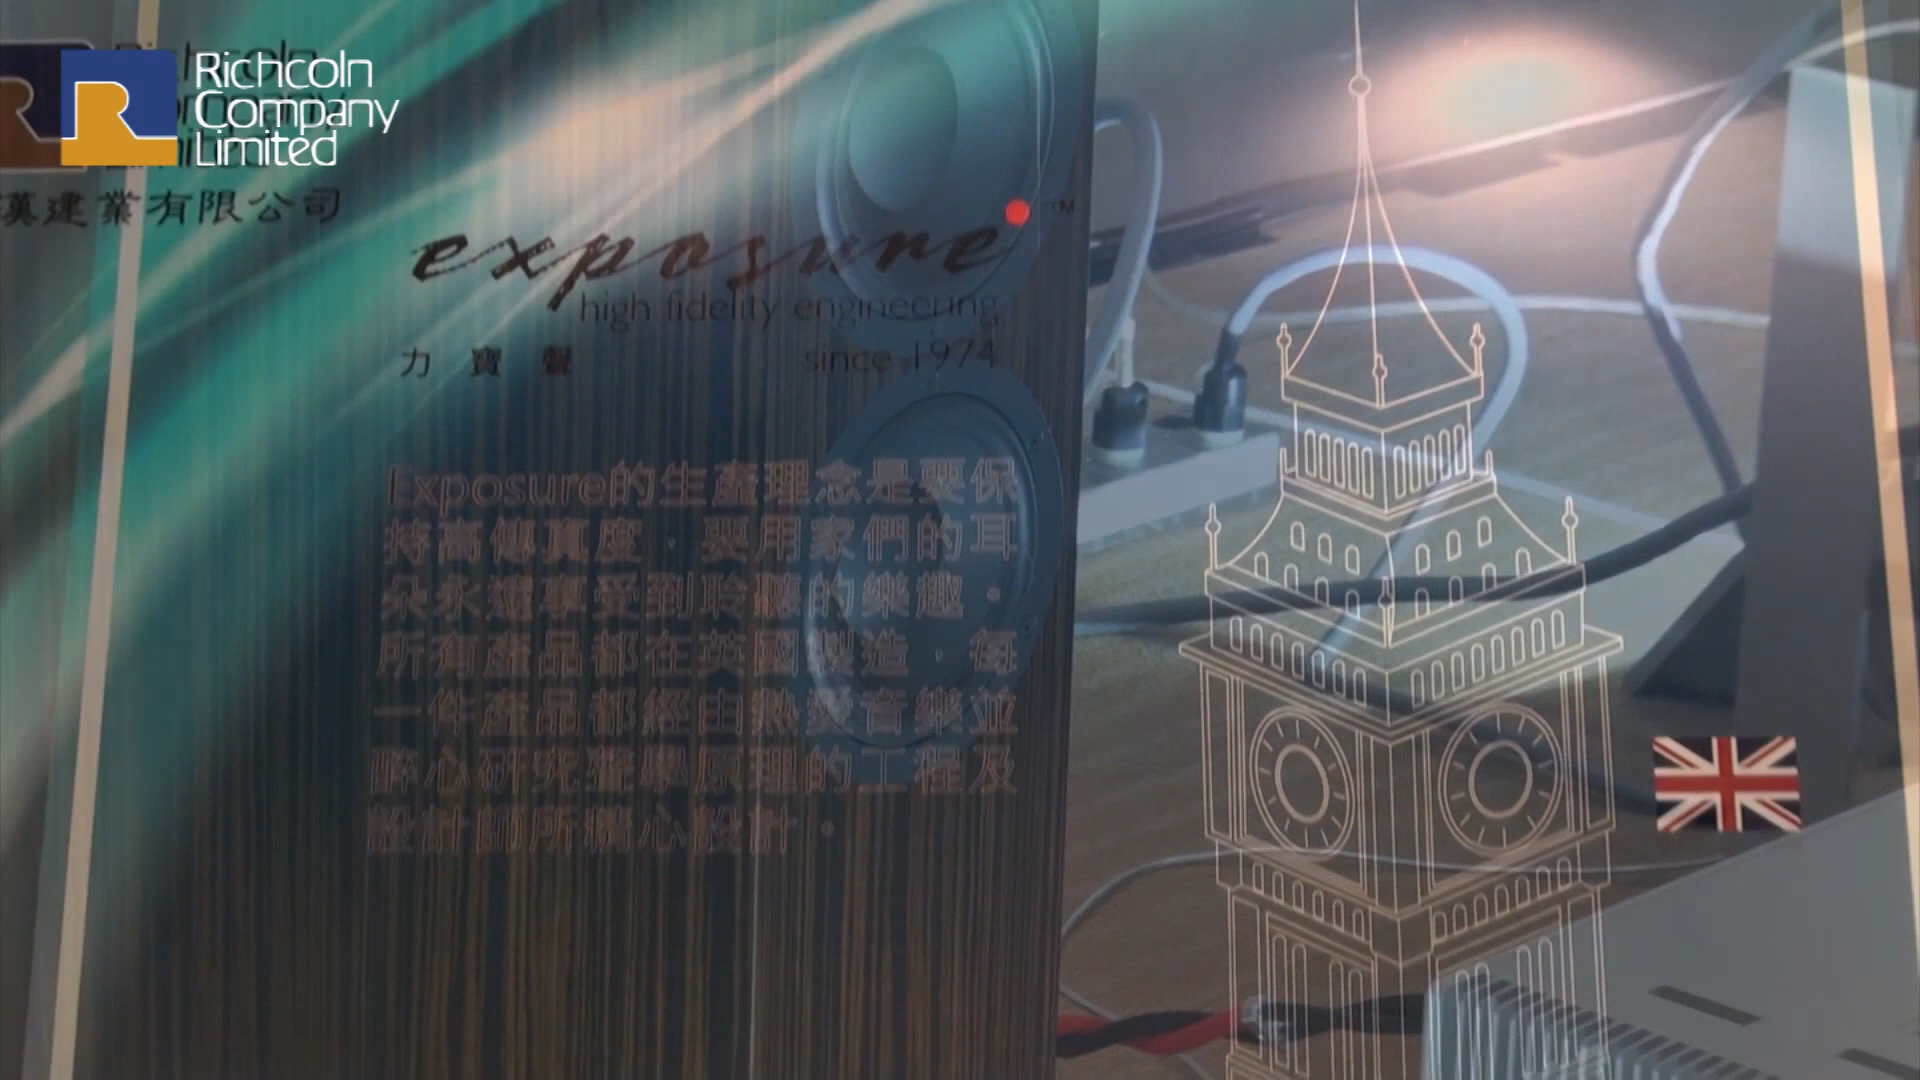 Richcoln
Company
Limited
漢建業有限公司
exposure™
high fidelity engineering
力寶聲
since 1974
Exposure的生產理念是要保
持高傳真度，要用家們的耳
朵永遠享受到聆聽的樂趣。
所有產品都在英國製造，每
一件產品都經由熱愛音樂並
醉心研究聲學原理的工程及
設計師所精心設計。